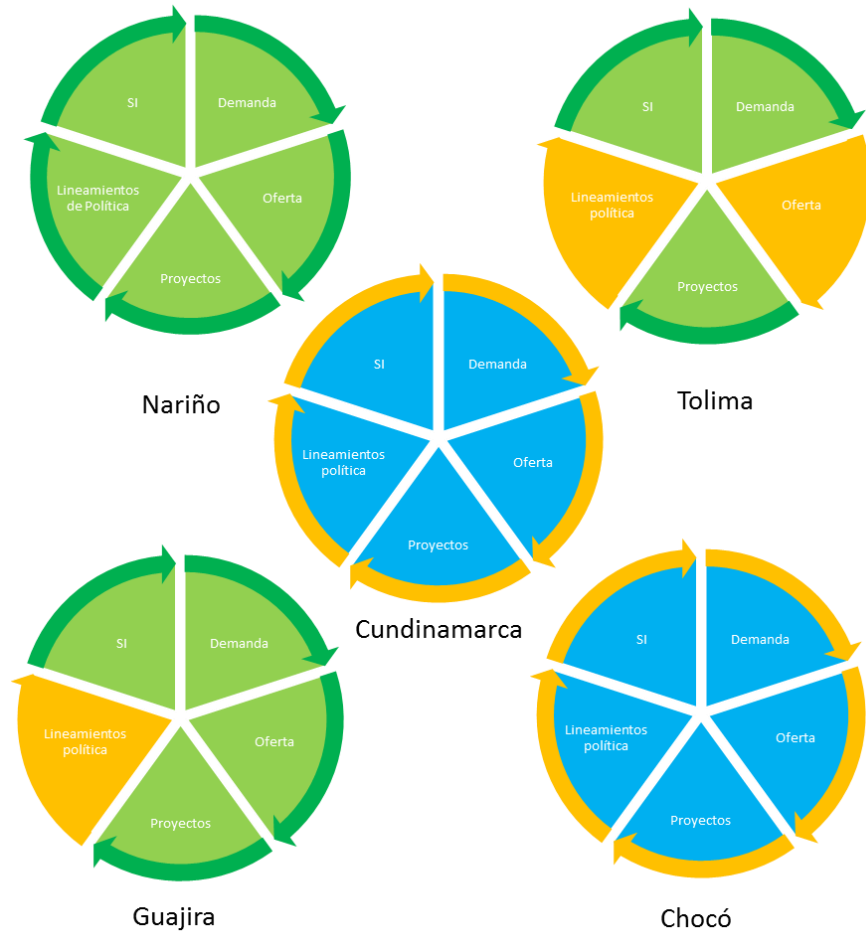 SI
Demanda
Lineamientos
de Política
Oferta
Proyectos
Nariño
SI
Demanda
Lineamientos
política
Oferta
Proyectos
Tolima
SI
Demanda
Lineamientos
política
Oferta
Proyectos
Cundinamarca
SI
Demanda
Lineamientos
política
Oferta
Proyectos
Guajira
SI
Demanda
Lineamientos
política
Oferta
Proyectos
Chocó